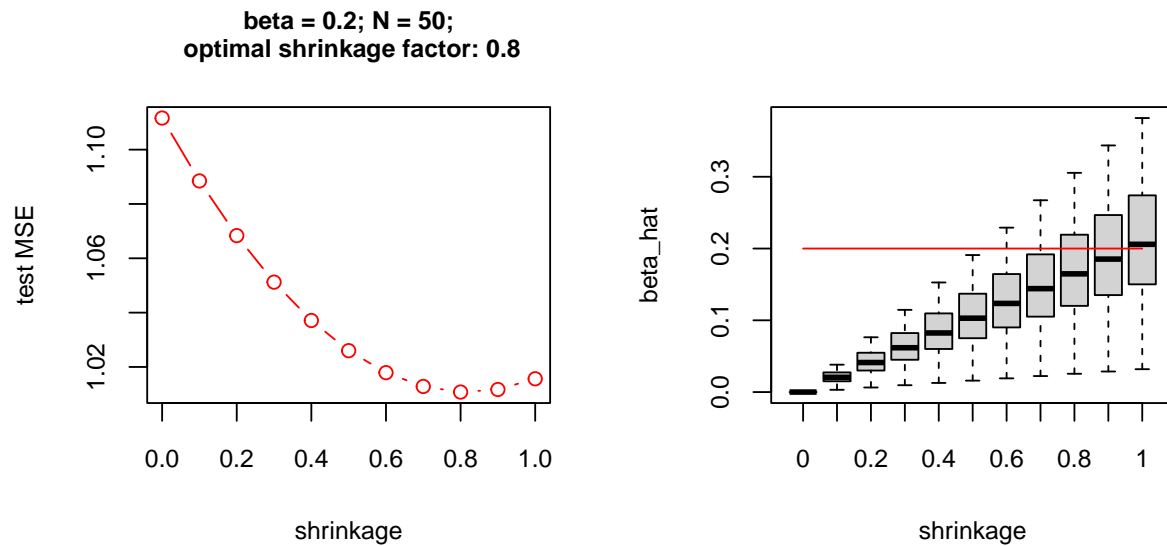 beta = 0.2; N = 50;
optimal shrinkage factor: 0.8
test MSE
1.10
1.06
1.02
0.0 0.2 0.4 0.6 0.8 1.0
shrinkage
beta_hat
0.3
0.2
0.1
0.0
0 0.2 0.4 0.6 0.8 1
shrinkage